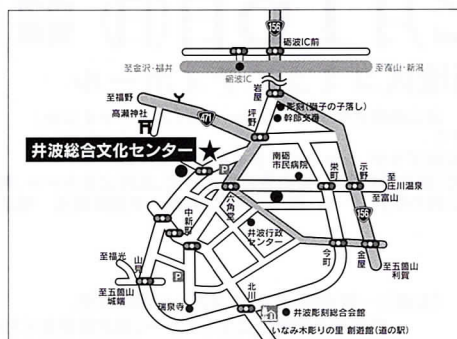 156
砺波IC前
至金沢・福井
至富山・新潟
砺波IC
岩屋
至福野
高瀬神社
471
坪野
彫刻(獅子の子落し)
幹部交番
井波総合文化センター
P
南砺
市民病院
栄町
示野
至
庄川温泉
至富山
六角堂
中新町
井波行政
センター
156
山見
至福光
今町
金屋
至五箇山
利賀
P
至五箇山
城端
瑞泉寺
北川
井波彫刻総合会館
いなみ木彫りの里 創遊館(道の駅)